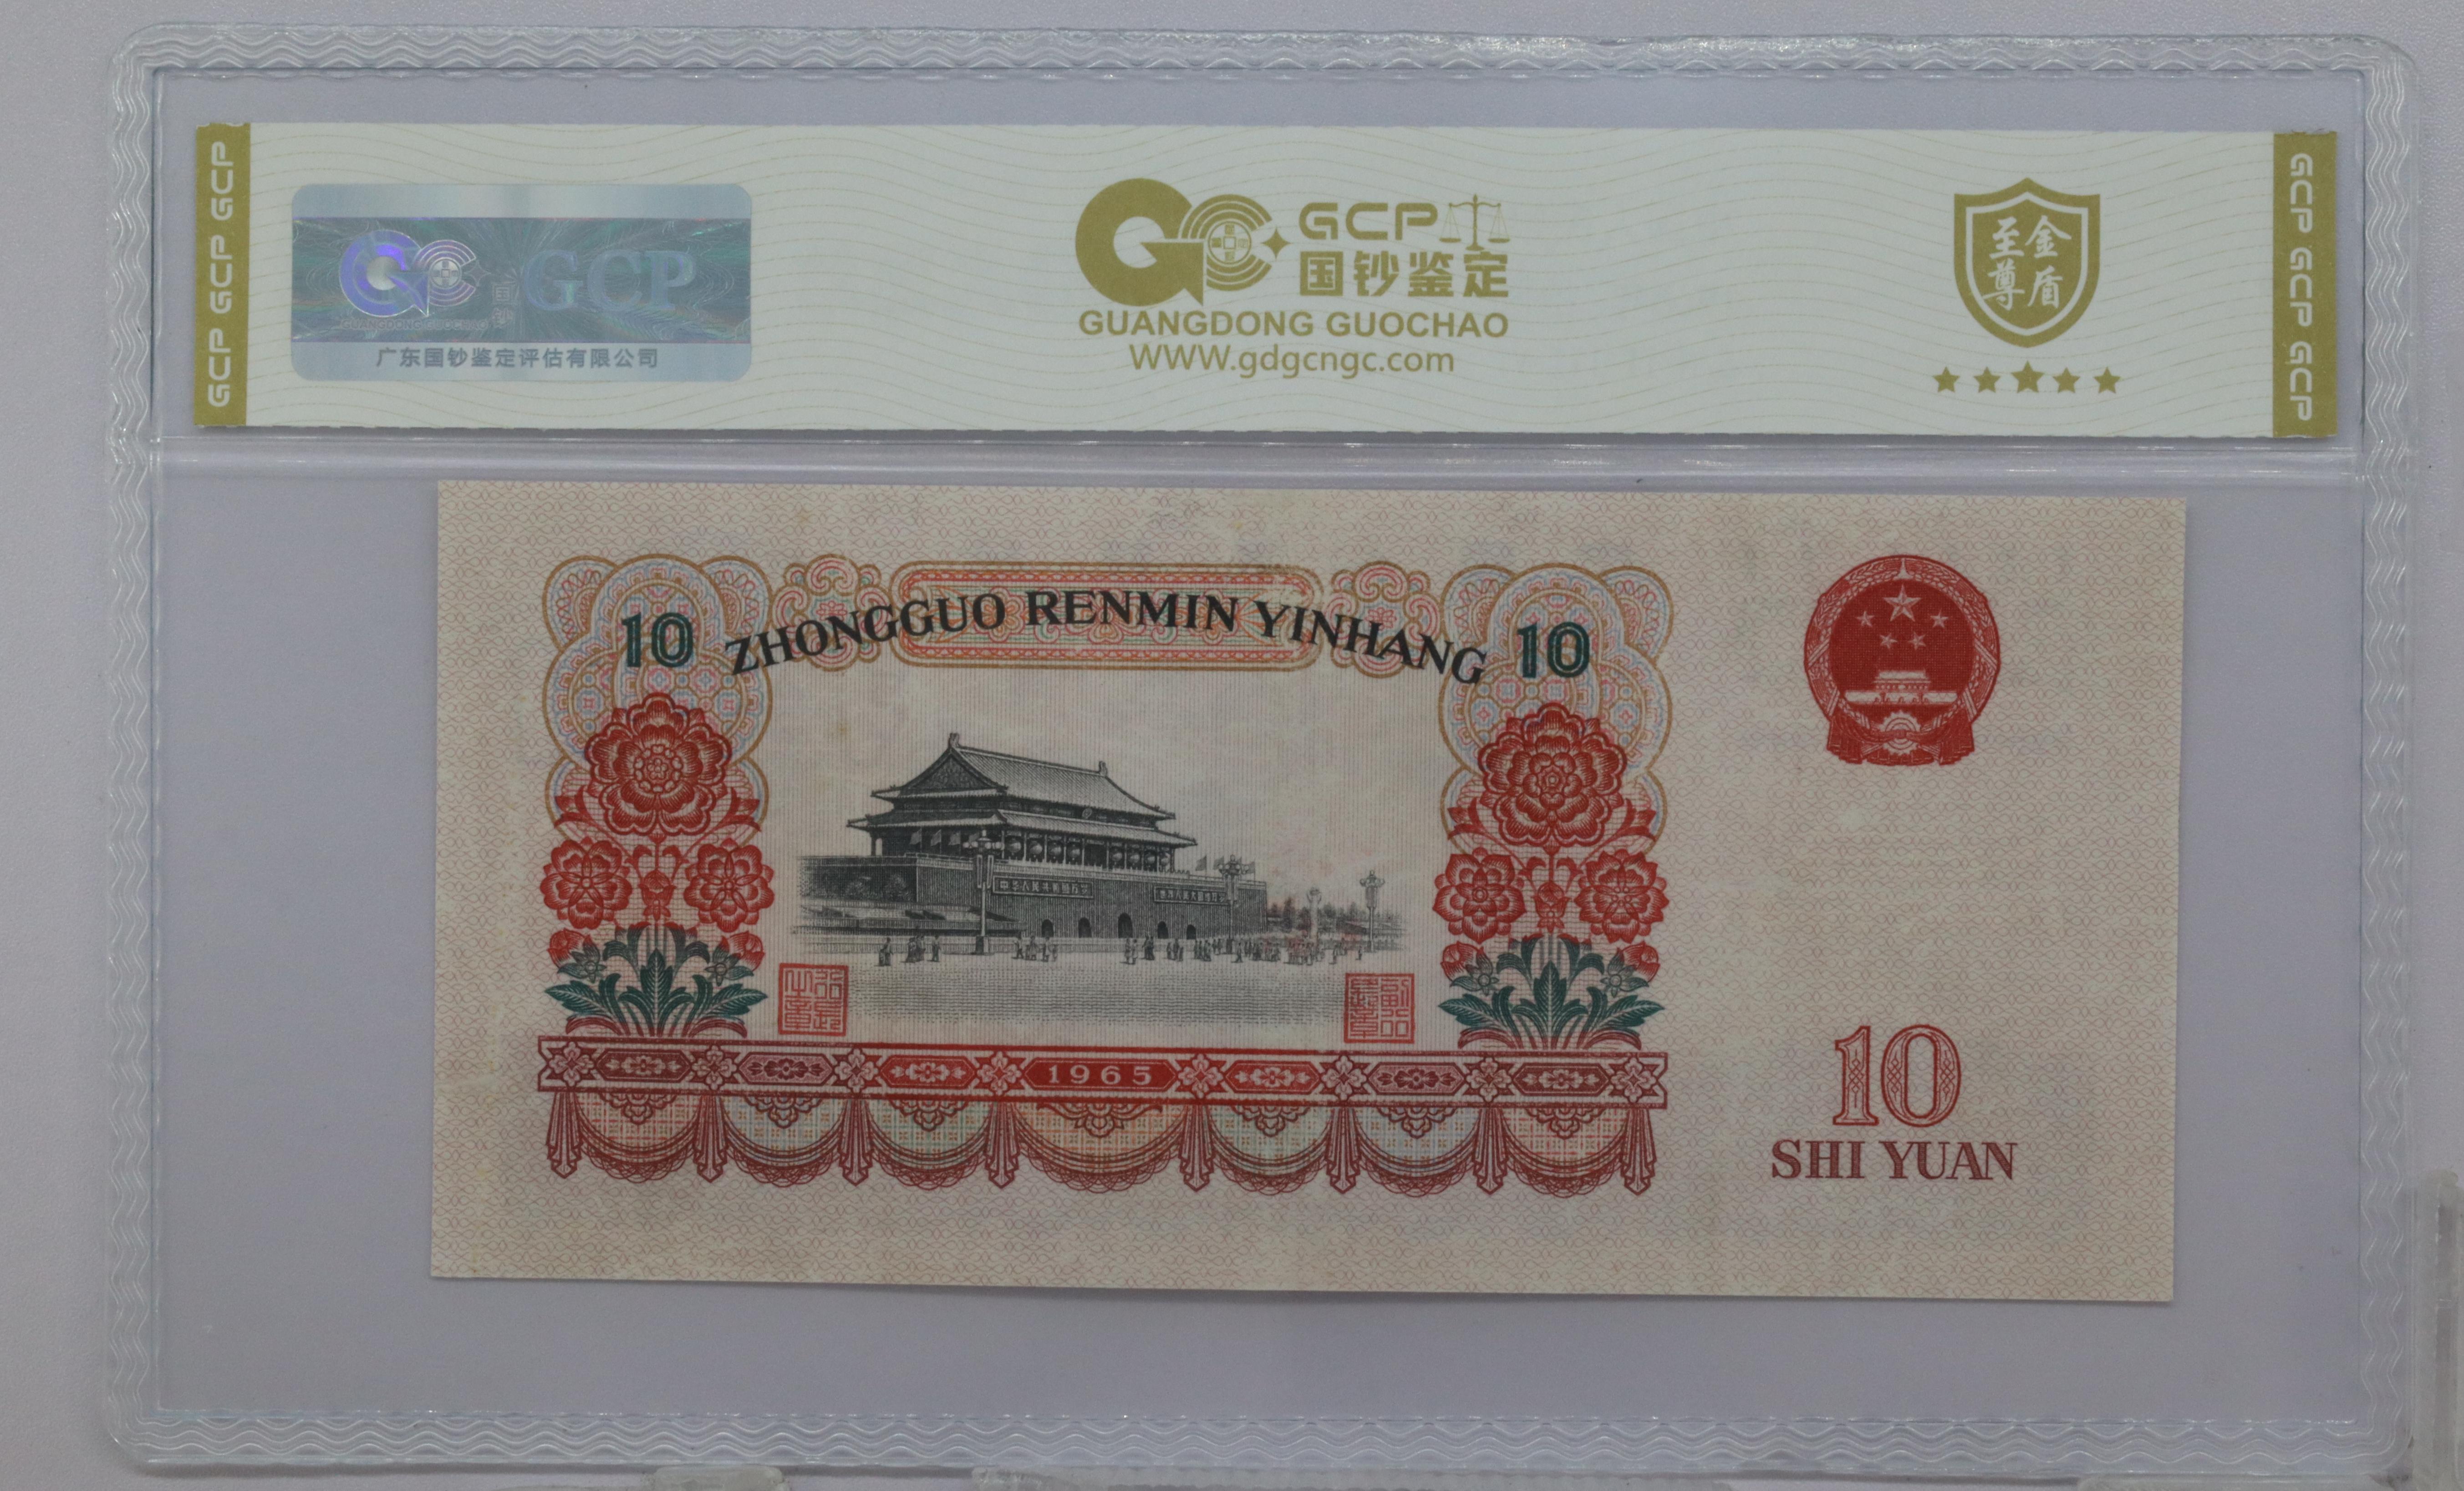 GCP GCP GCP
GCP
GUANGDONG GUOCHAO
广东国钞鉴定评估有限公司
GCP
国钞鉴定
GUANGDONG GUOCHAO
WWW.gdgcngc.com
至尊
金盾
GCP GCP GCP
10 ZHONGGUO RENMIN YINHANG 10
1965
10
SHI YUAN